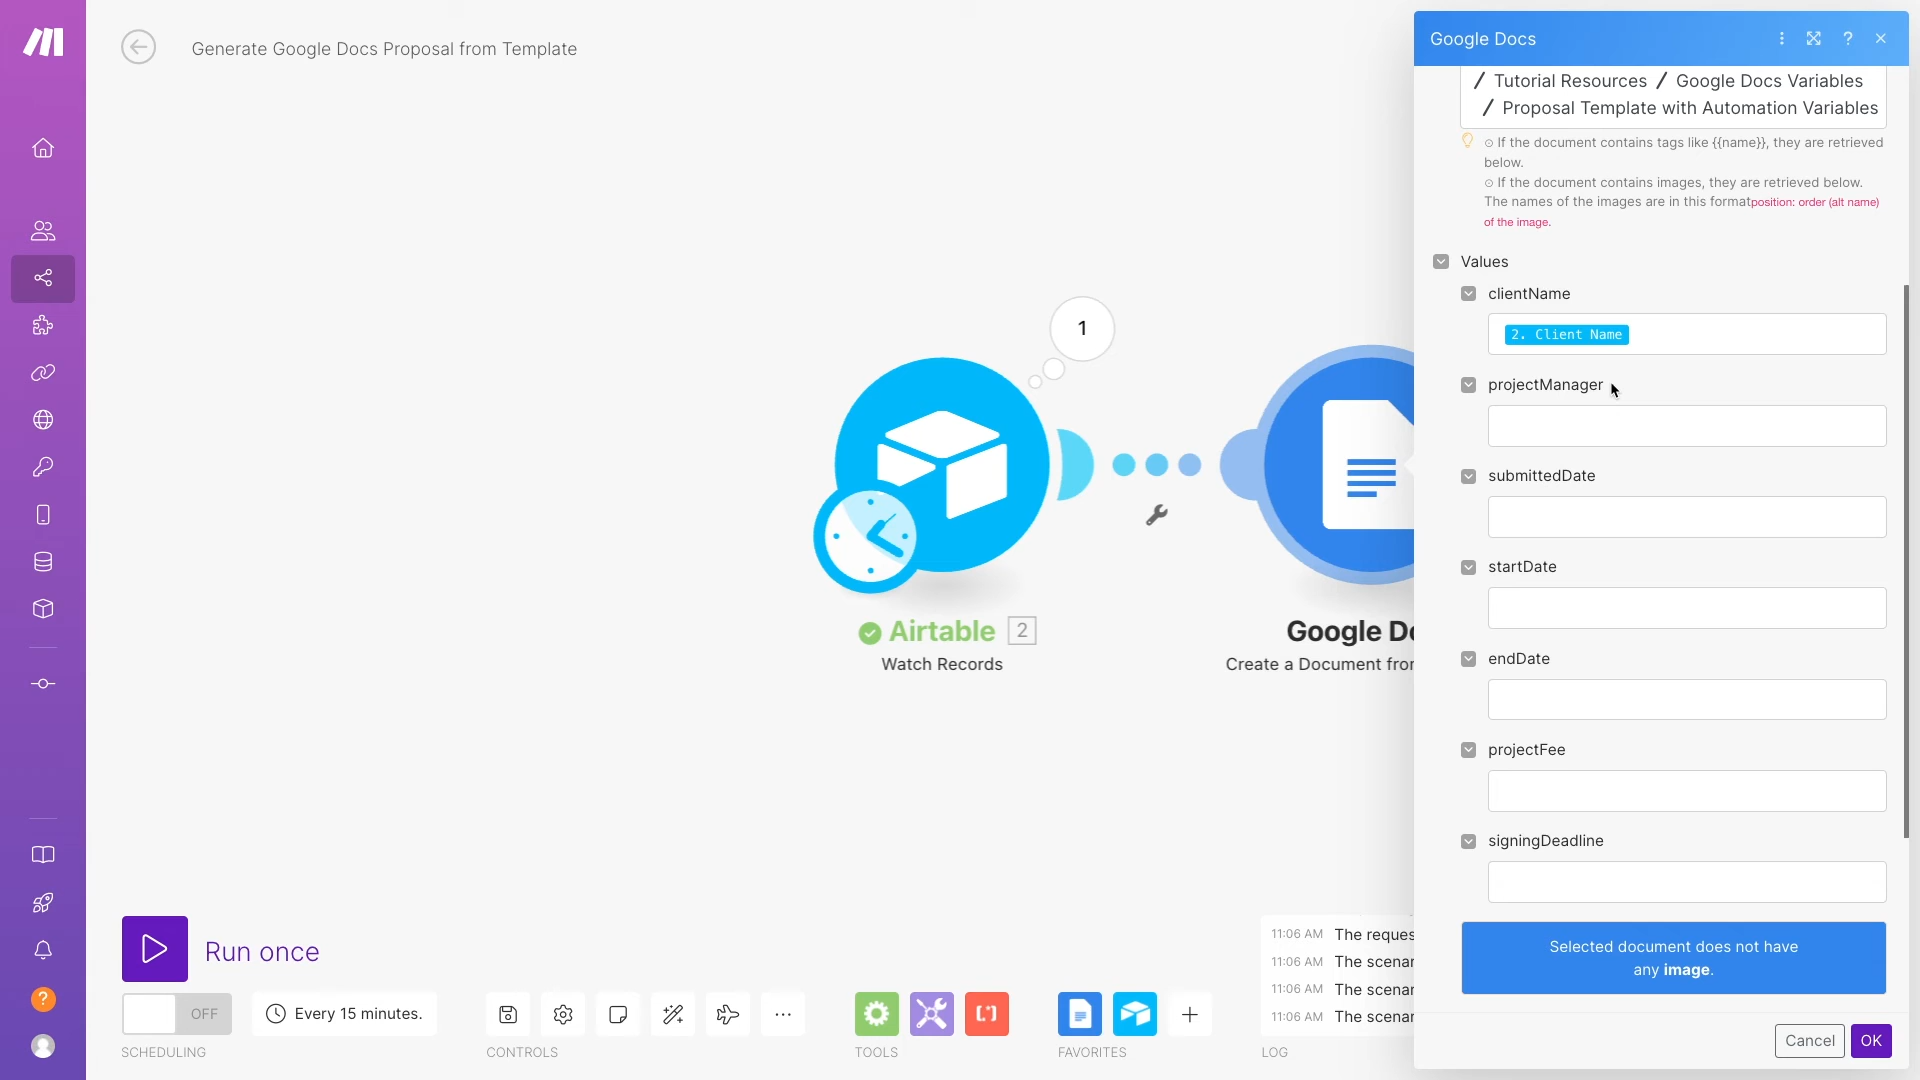 Generate Google Docs Proposal from Template
1
Airtable 2
Watch Records
Google
Create a Document
Run once
OFF
Every 15 minutes.
SCHEDULING
CONTROLS
TOOLS
FAVORITES
11:06 AM The
11:06 AM The
11:06 AM The
11:06 AM The
LOG
Google Docs
?
/ Tutorial Resources / Google Docs Variables
/ Proposal Template with Automation Variables
If the document contains tags like {{name}}, they are retrieved
below.
If the document contains images, they are retrieved below.
The names of the images are in this formatposition: order (alt name)
of the image.
Values
clientName
2. Client Name
projectManager
submittedDate
startDate
endDate
projectFee
signingDeadline
Selected document does not have
any image.
Cancel
OK
?